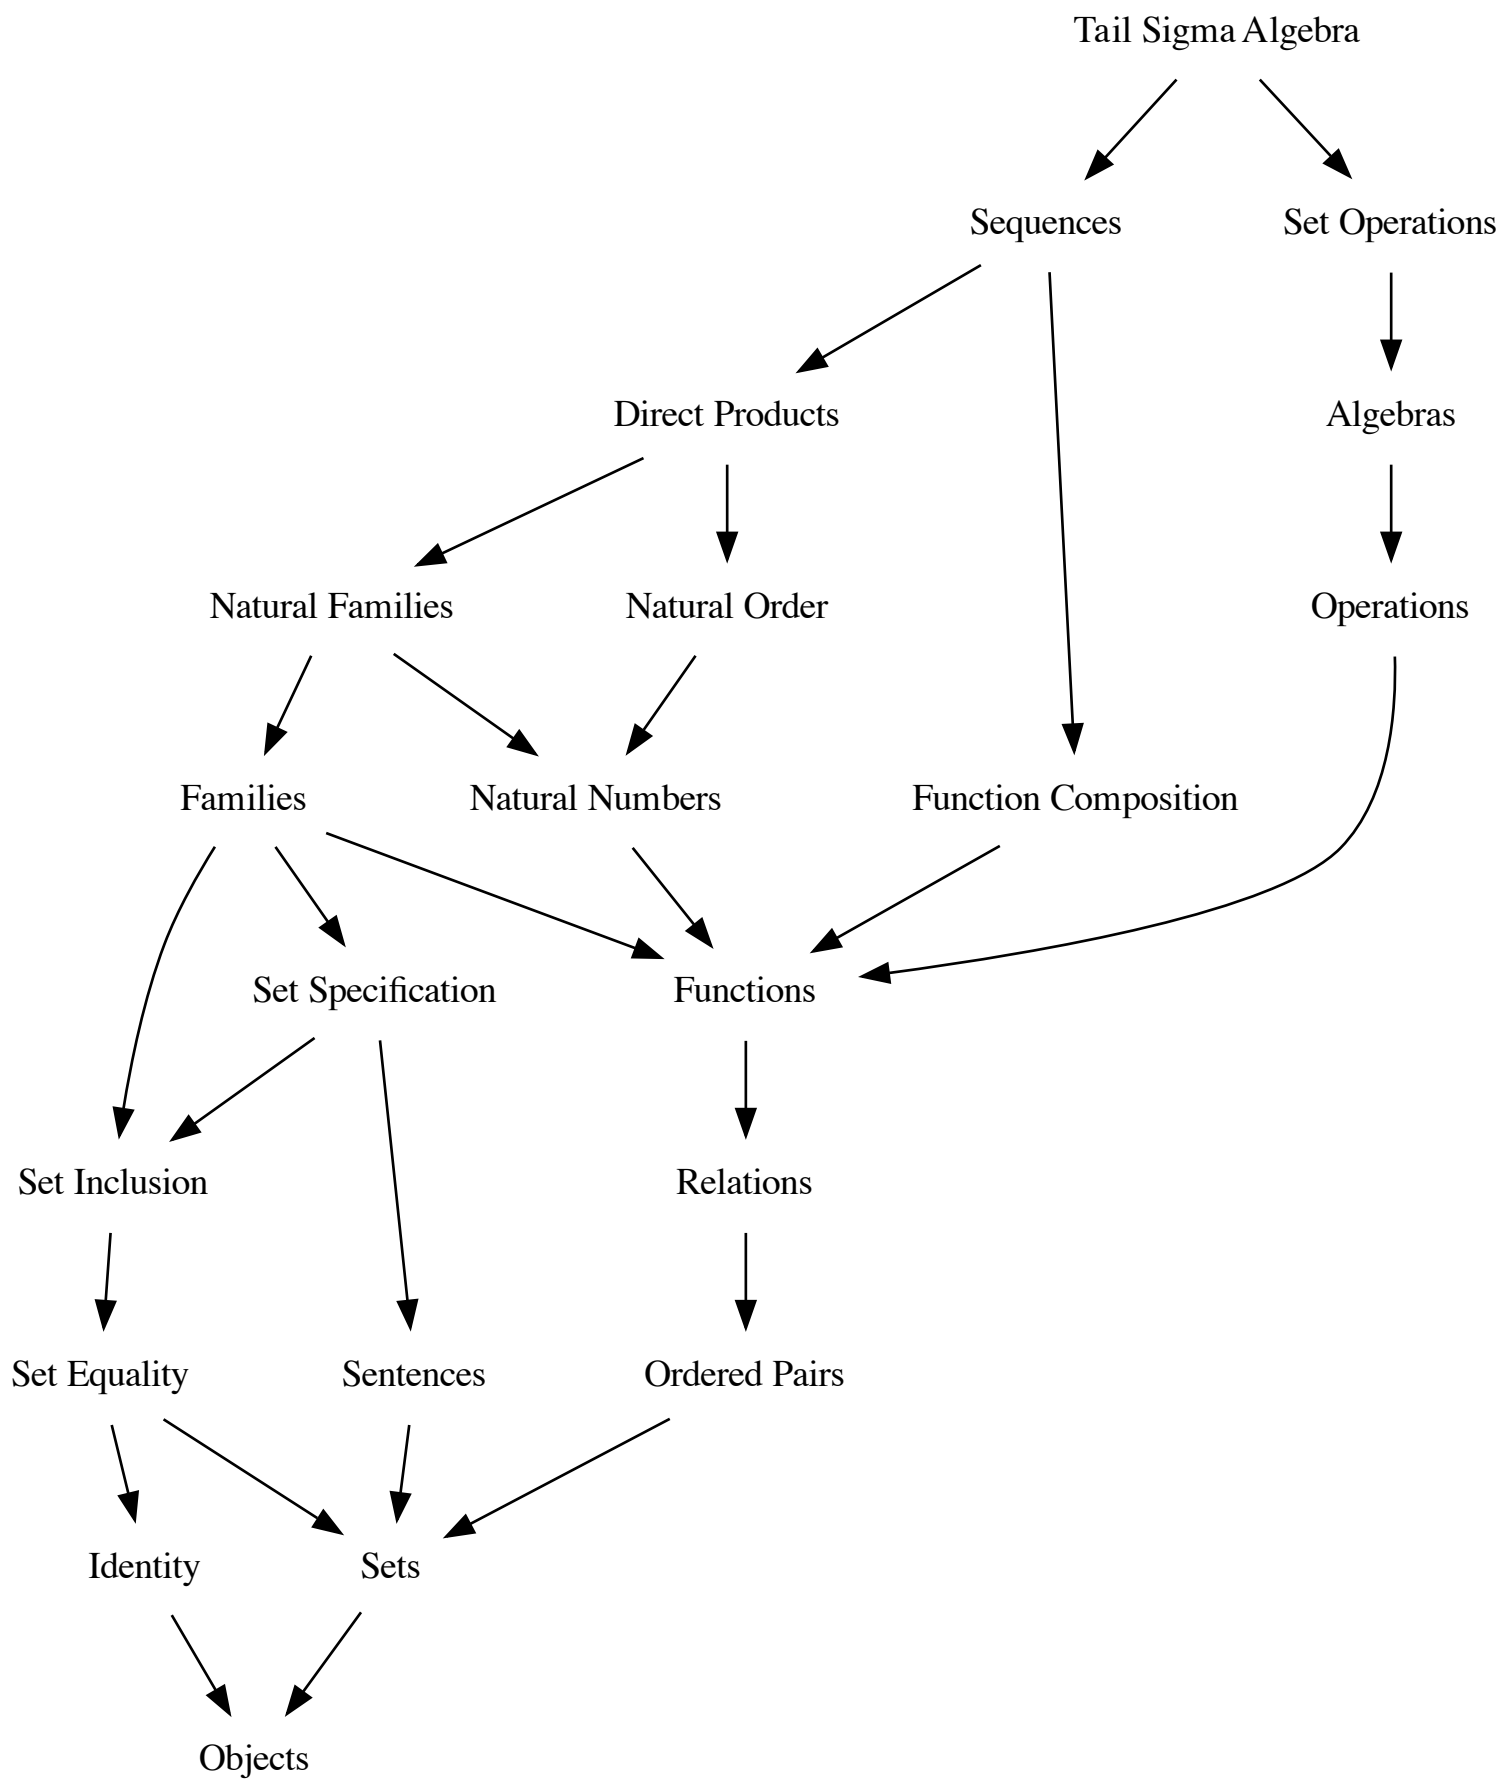 Tail Sigma Algebra
Sequences
Set Operations
Direct Products
Algebras
Natural Families
Natural Order
Operations
Families
Natural Numbers
Function Composition
Set Specification
Functions
Set Inclusion
Relations
Set Equality
Sentences
Ordered Pairs
Identity
Sets
Objects